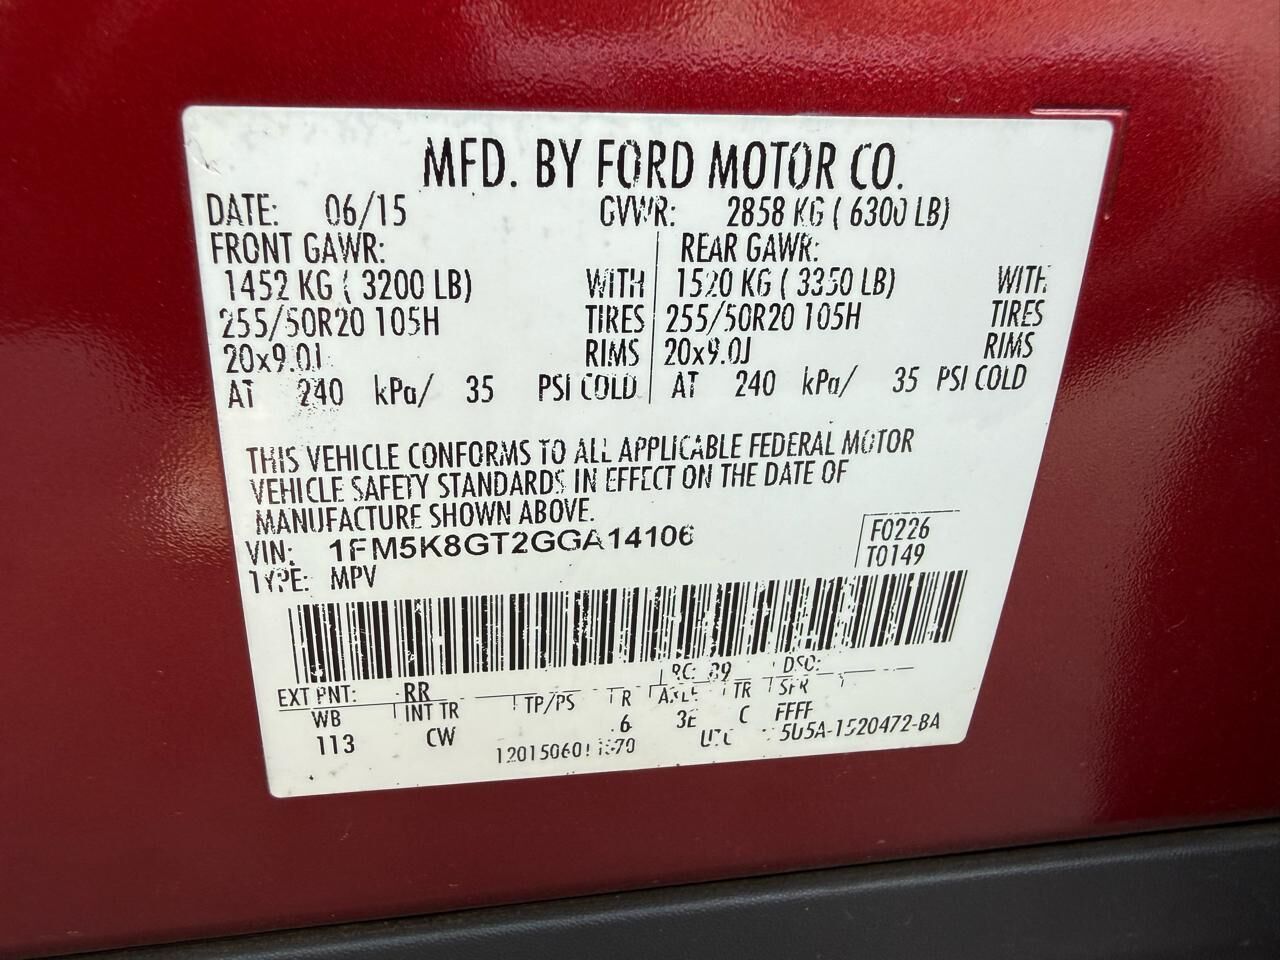 MFD. BY FORD MOTOR CO.
DATE: 06/15 GVWR: 2858 KG ( 6300 LB)
FRONT GAWR: REAR GAWR:
1452 KG ( 3200 LB) WITH 1520 KG ( 3350 LB) WITH
255/50R20 105H TIRES 255/50R20 105H TIRES
20x9.0J RIMS 20x9.0J RIMS
AT 240 kPa/ 35 PSI COLD AT 240 kPa/ 35 PSI COLD
THIS VEHICLE CONFORMS TO ALL APPLICABLE FEDERAL MOTOR
VEHICLE SAFETY STANDARDS IN EFFECT ON THE DATE OF
MANUFACTURE SHOWN ABOVE.
VIN: 1FM5K8GT2GGA14106
TYPE: MPV
F0226
T0149
EXT PNT: RR RC: 89 DSO:
WB INT TR TP/PS R AXLE TR SPR
113 CW 6 3E C FFFF
UTC 5U5A-1520472-BA